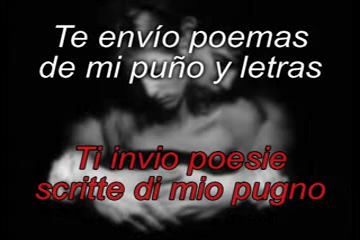 Te envío poemas
de mi puño y letras
Ti invio poesie
scritte di mio pugno